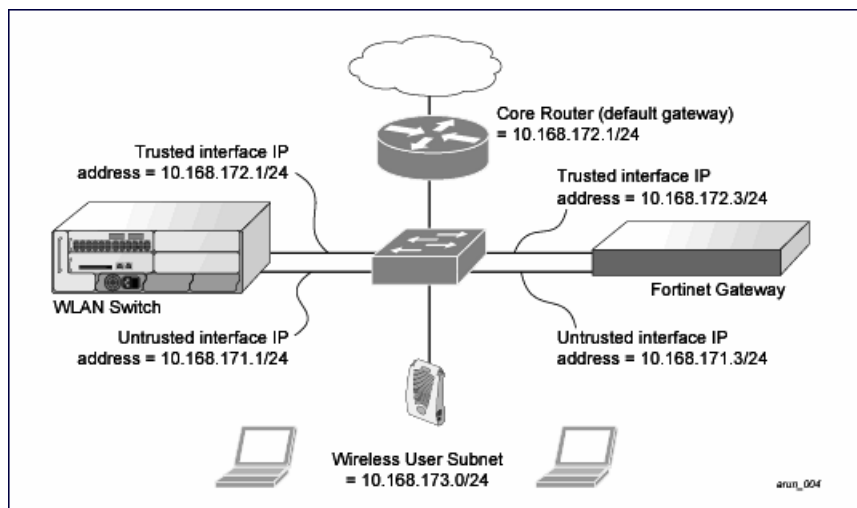 Core Router (default gateway)
= 10.168.172.1/24
Trusted interface IP
address = 10.168.172.1/24
Trusted interface IP
address = 10.168.172.3/24
WLAN Switch
Fortinet Gateway
Untrusted interface IP
address = 10.168.171.1/24
Untrusted interface IP
address = 10.168.171.3/24
Wireless User Subnet
= 10.168.173.0/24
arun_004